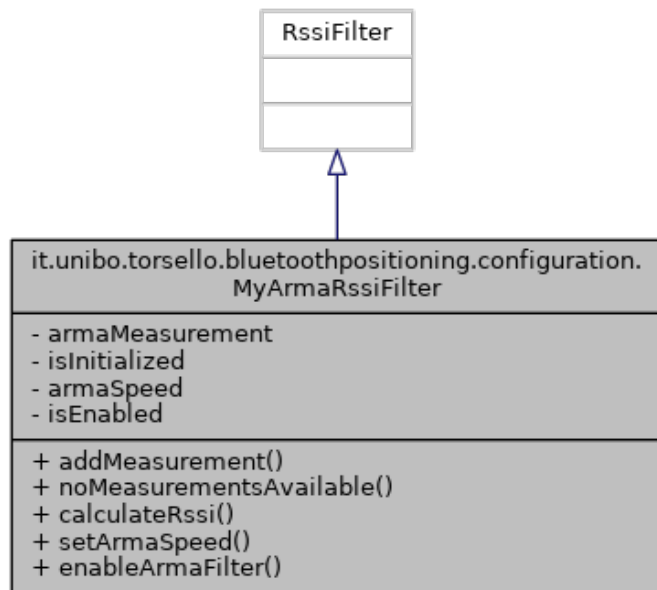 RssiFilter
it.unibo.torsello.bluetoothpositioning.configuration.
MyArmaRssiFilter
- armaMeasurement
- isInitialized
- armaSpeed
- isEnabled
+ addMeasurement()
+ noMeasurementsAvailable()
+ calculateRssi()
+ setArmaSpeed()
+ enableArmaFilter()